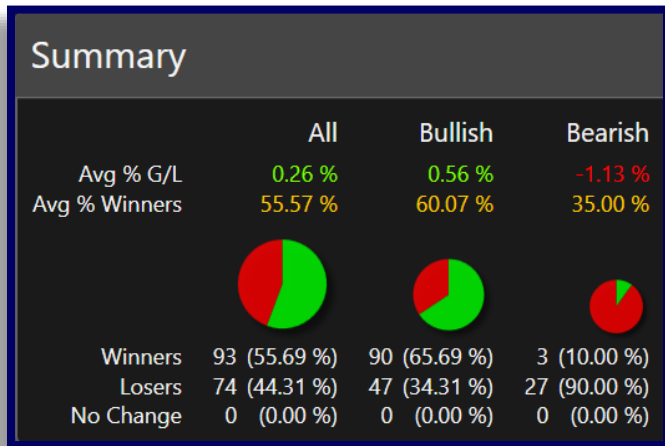 Summary
All Bullish Bearish
Avg % G/L 0.26 % 0.56 % -1.13 %
Avg % Winners 55.57 % 60.07 % 35.00 %
Winners 93 (55.69 %) 90 (65.69 %) 3 (10.00 %)
Losers 74 (44.31 %) 47 (34.31 %) 27 (90.00 %)
No Change 0 (0.00 %) 0 (0.00 %) 0 (0.00 %)